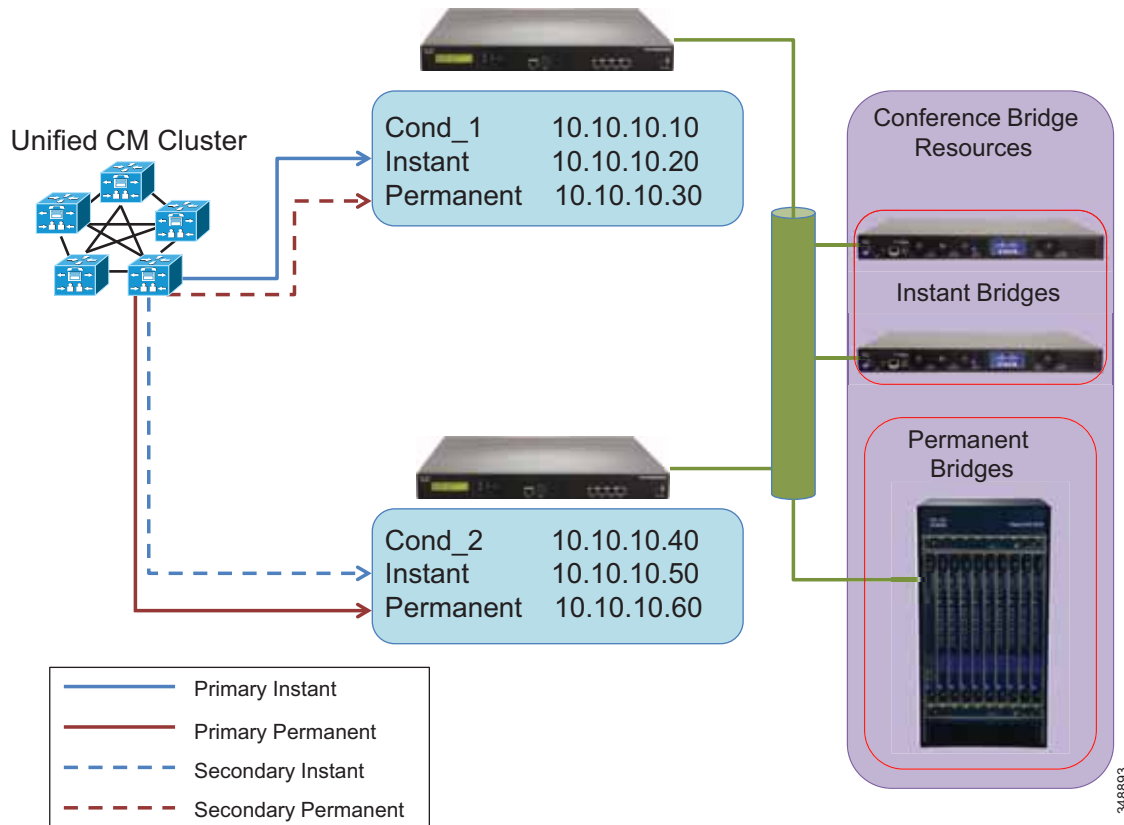 Unified CM Cluster
Cond_1 10.10.10.10
Instant 10.10.10.20
Permanent 10.10.10.30
Conference Bridge
Resources
Instant Bridges
Permanent
Bridges
Cond_2 10.10.10.40
Instant 10.10.10.50
Permanent 10.10.10.60
Primary Instant
Primary Permanent
Secondary Instant
Secondary Permanent
348893